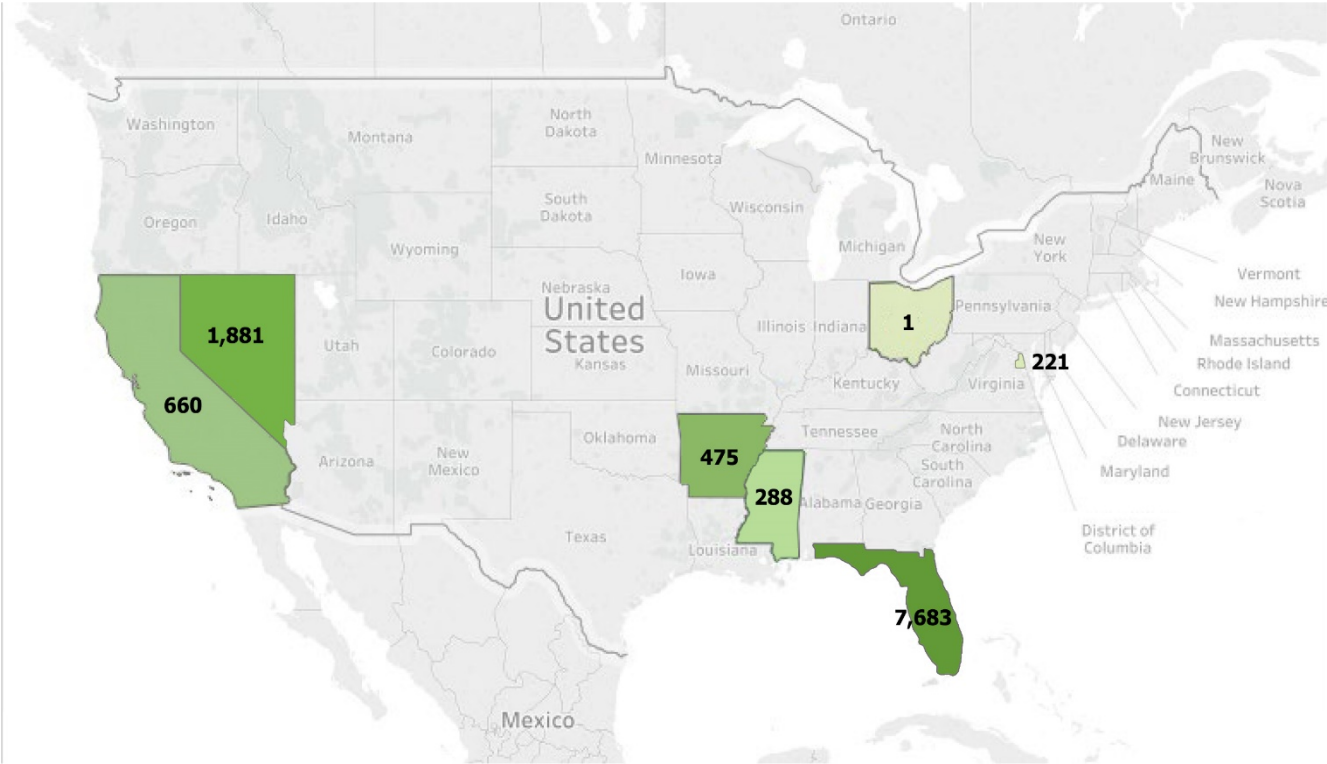 Ontario
Washington
Montana
North
Dakota
Minnesota
New
Brunswick
Maine
Nova
Scotia
Oregon
Idaho
South
Dakota
Wisconsin
Wyoming
Michigan
New
York
Vermont
Iowa
Nebraska
United
States
New Hampshire
Pennsylvania
1,881
1
Illinois
Indiana
Massachusetts
Utah
Colorado
Kansas
Missouri
Kentucky
Virginia
221
Rhode Island
Connecticut
660
New Jersey
Delaware
Oklahoma
Tennessee
North
Carolina
Arizona
New
Mexico
475
South
Carolina
Maryland
288
Alabama
Georgia
Texas
Louisiana
District of
Columbia
7,683
Mexico